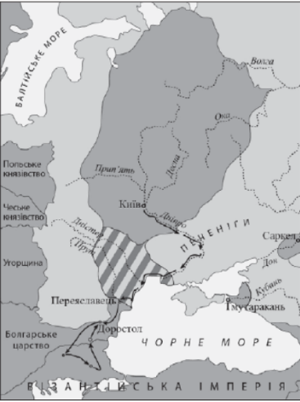 БАЛТІЙСЬКЕ МОРЕ
Волга
Ока
Польське
князівство
Прип'ять
Десна
Київ
Дніпро
Чеське
князівство
Дністер
Прут
ПЕЧЕНІГИ
Саркел
Угорщина
Дон
Кубань
Переяславець
Тмутаракань
Доростол
Болгарське
царство
ЧОРНЕ МОРЕ
ВІЗАНТІЙСЬКА ІМПЕРІЯ